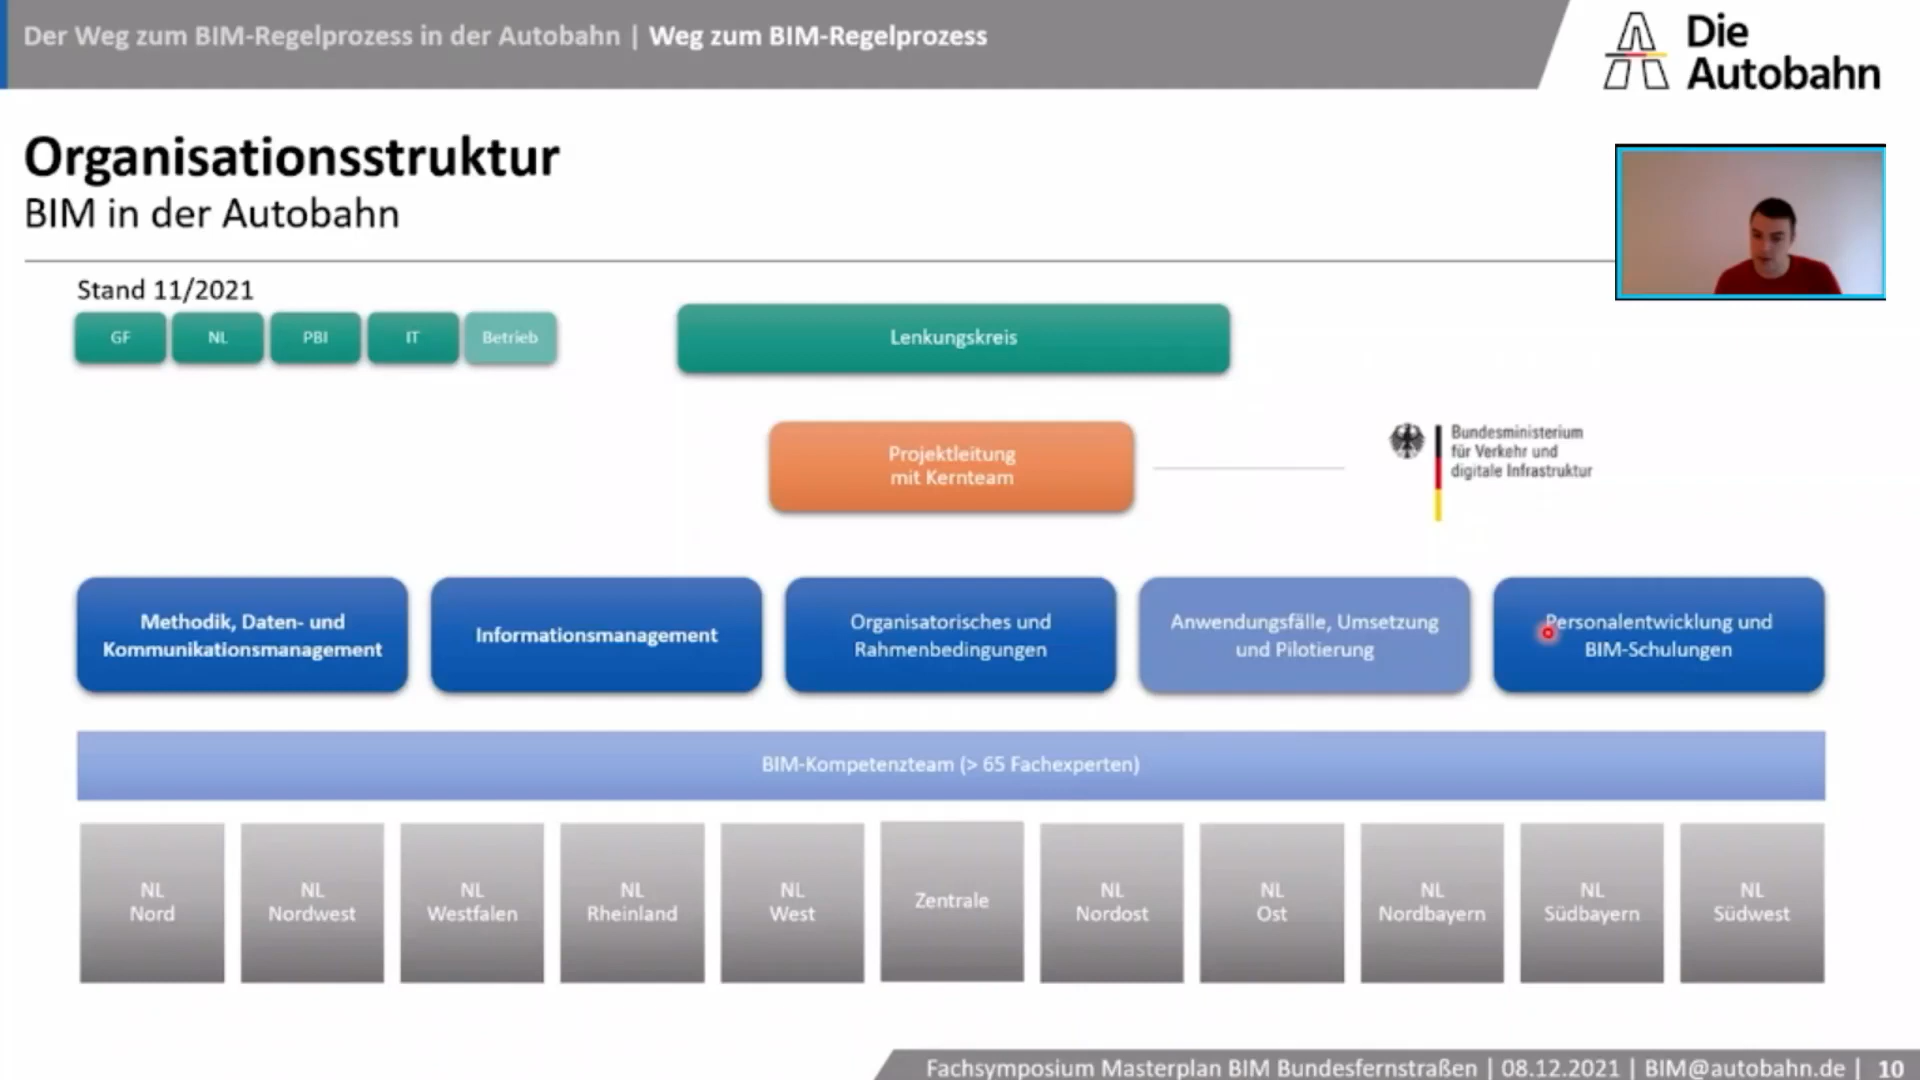 Der Weg zum BIM-Regelprozess in der Autobahn | Weg zum BIM-Regelprozess
Die
Autobahn
Organisationsstruktur
BIM in der Autobahn
Stand 11/2021
GF
NL
PBI
IT
Betrieb
Lenkungskreis
Projektleitung
mit Kernteam
Bundesministerium
für Verkehr und
digitale Infrastruktur
Methodik, Daten- und
Kommunikationsmanagement
Informationsmanagement
Organisatorisches und
Rahmenbedingungen
Anwendungsfälle, Umsetzung
und Pilotierung
Personalentwicklung und
BIM-Schulungen
BIM-Kompetenzteam (> 65 Fachexperten)
NL
Nord
NL
Nordwest
NL
Westfalen
NL
Rheinland
NL
West
Zentrale
NL
Nordost
NL
Ost
NL
Nordbayern
NL
Südbayern
NL
Südwest
Fachsymposium Masterplan BIM Bundesfernstraßen | 08.12.2021 | BIM@autobahn.de | 10